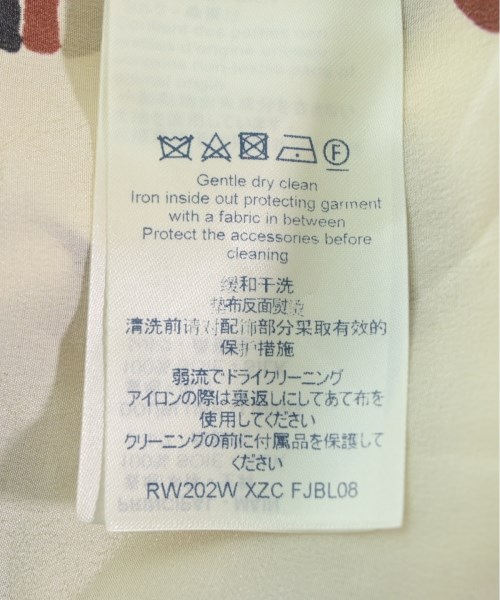 F
Gentle dry clean
Iron inside out protecting garment
with a fabric in between
Protect the accessories before
cleaning
缓和干洗
垫布反面熨烫
清洗前请对配饰部分采取有效的
保护措施
弱流でドライクリーニング
アイロンの際は裏返しにしてあて布を
使用してください
クリーニングの前に付属品を保護して
ください
RW202W XZC FJBL08